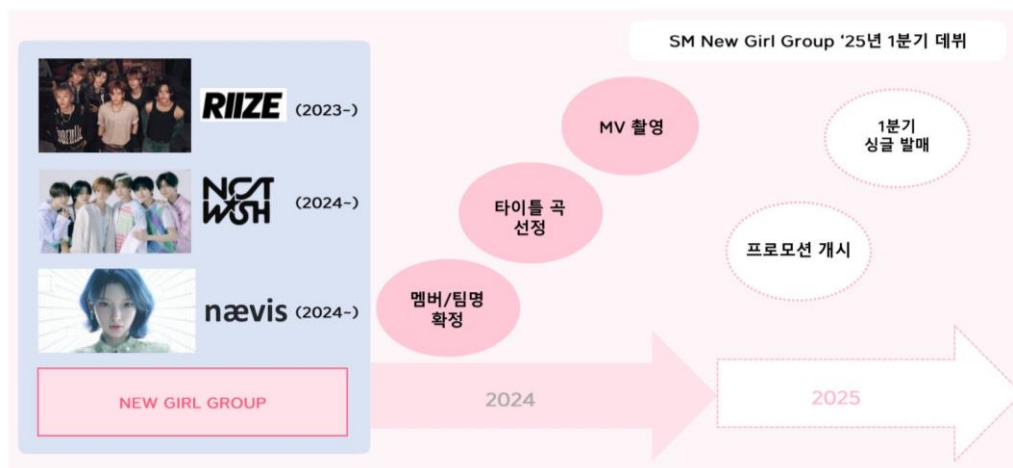 SM New Girl Group ‘25년 1분기 데뷔
RIIZE (2023~)
NCT
WISH (2024~)
nævis (2024~)
NEW GIRL GROUP
멤버/팀명
확정
타이틀 곡
선정
MV 촬영
프로모션 개시
1분기
싱글 발매
2024
2025